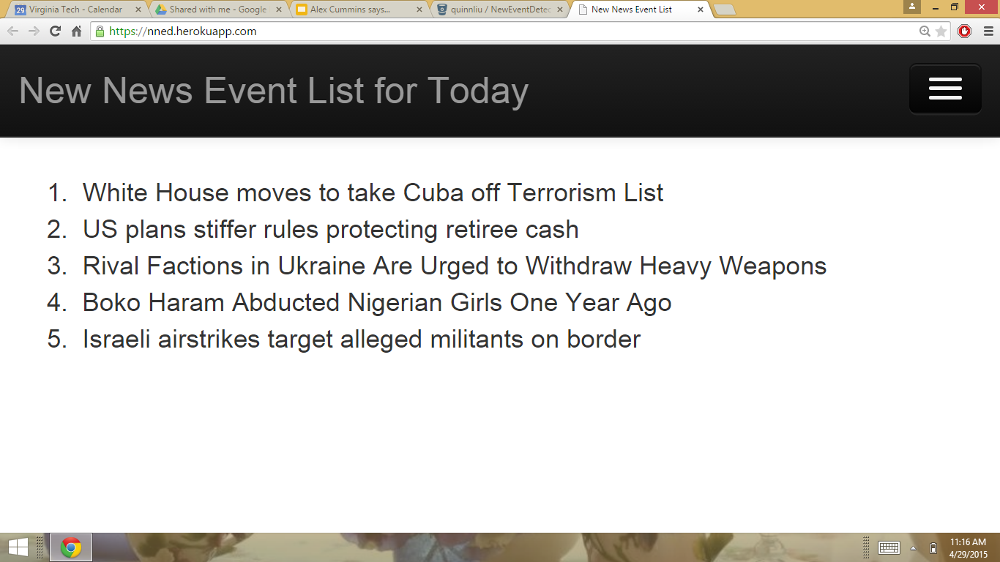 29 Virginia Tech - Calendar
Shared with me - Google
Alex Cummins says...
quinnliu / NewEventDetec
New News Event List
https://nned.herokuapp.com
New News Event List for Today
1. White House moves to take Cuba off Terrorism List
2. US plans stiffer rules protecting retiree cash
3. Rival Factions in Ukraine Are Urged to Withdraw Heavy Weapons
4. Boko Haram Abducted Nigerian Girls One Year Ago
5. Israeli airstrikes target alleged militants on border
11:16 AM
4/29/2015